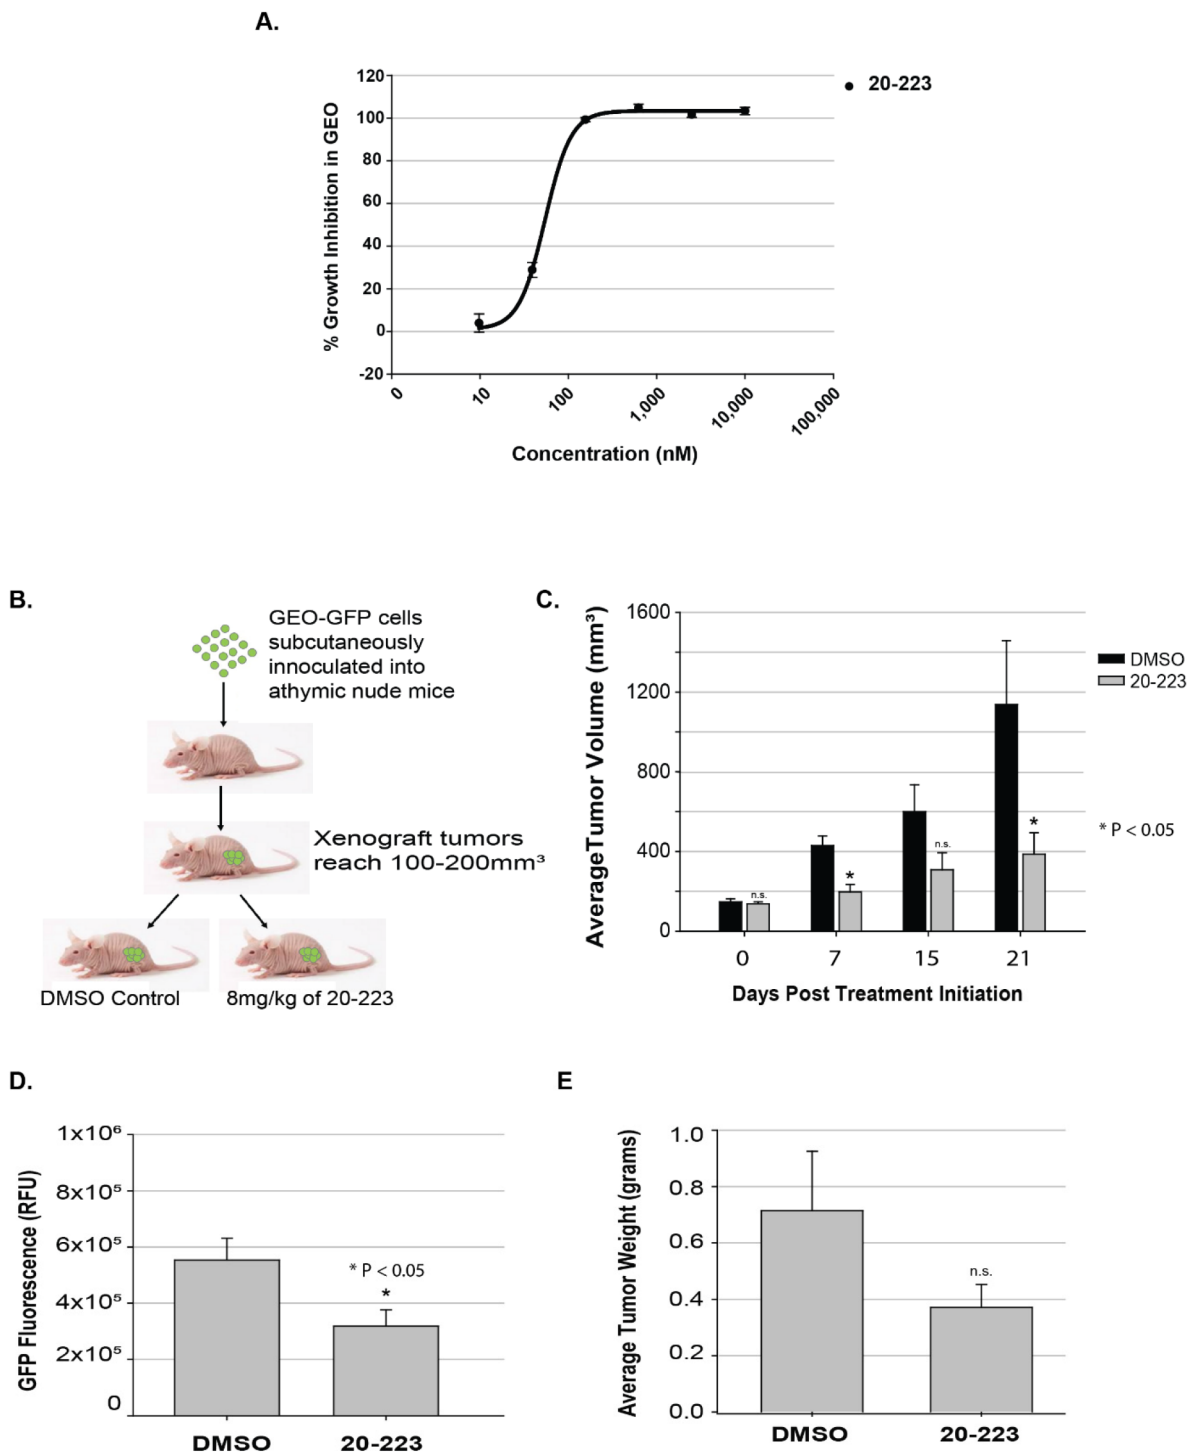 A.
120
100
80
60
40
20
0
-20
% Growth Inhibition in GEO
0
10
100
1,000
10,000
100,000
Concentration (nM)
20-223
B.
GEO-GFP cells
subcutaneously
innoculated into
athymic nude mice
Xenograft tumors
reach 100-200mm³
DMSO Control
8mg/kg of 20-223
C.
1600
1200
800
400
0
AverageTumor Volume (mm³)
n.s.
*
n.s.
*
0
7
15
21
Days Post Treatment Initiation
DMSO
20-223
* P < 0.05
D.
1x10⁶
8x10⁵
6x10⁵
4x10⁵
2x10⁵
0
GFP Fluorescence (RFU)
* P < 0.05
*
DMSO
20-223
E
1.0
0.8
0.6
0.4
0.2
0.0
Average Tumor Weight (grams)
n.s.
DMSO
20-223